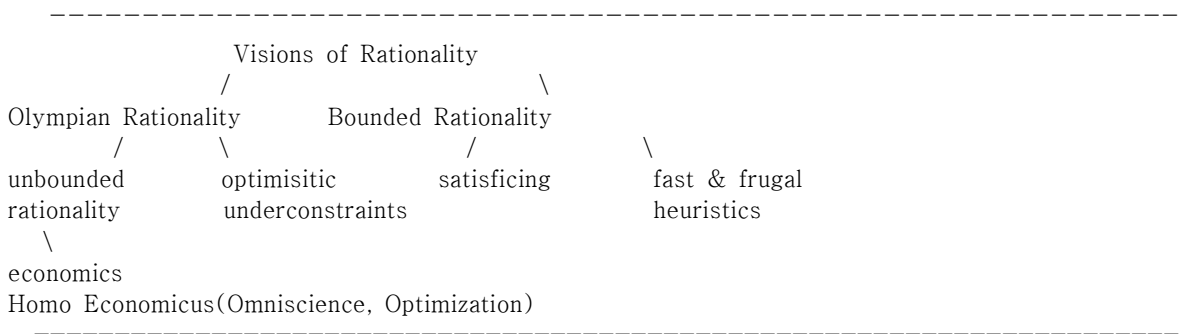 Visions of Rationality
/ \
Olympian Rationality Bounded Rationality
/ \ / \
unbounded optimisitic satisficing fast & frugal
rationality underconstraints heuristics
\
economics
Homo Economicus(Omniscience, Optimization)